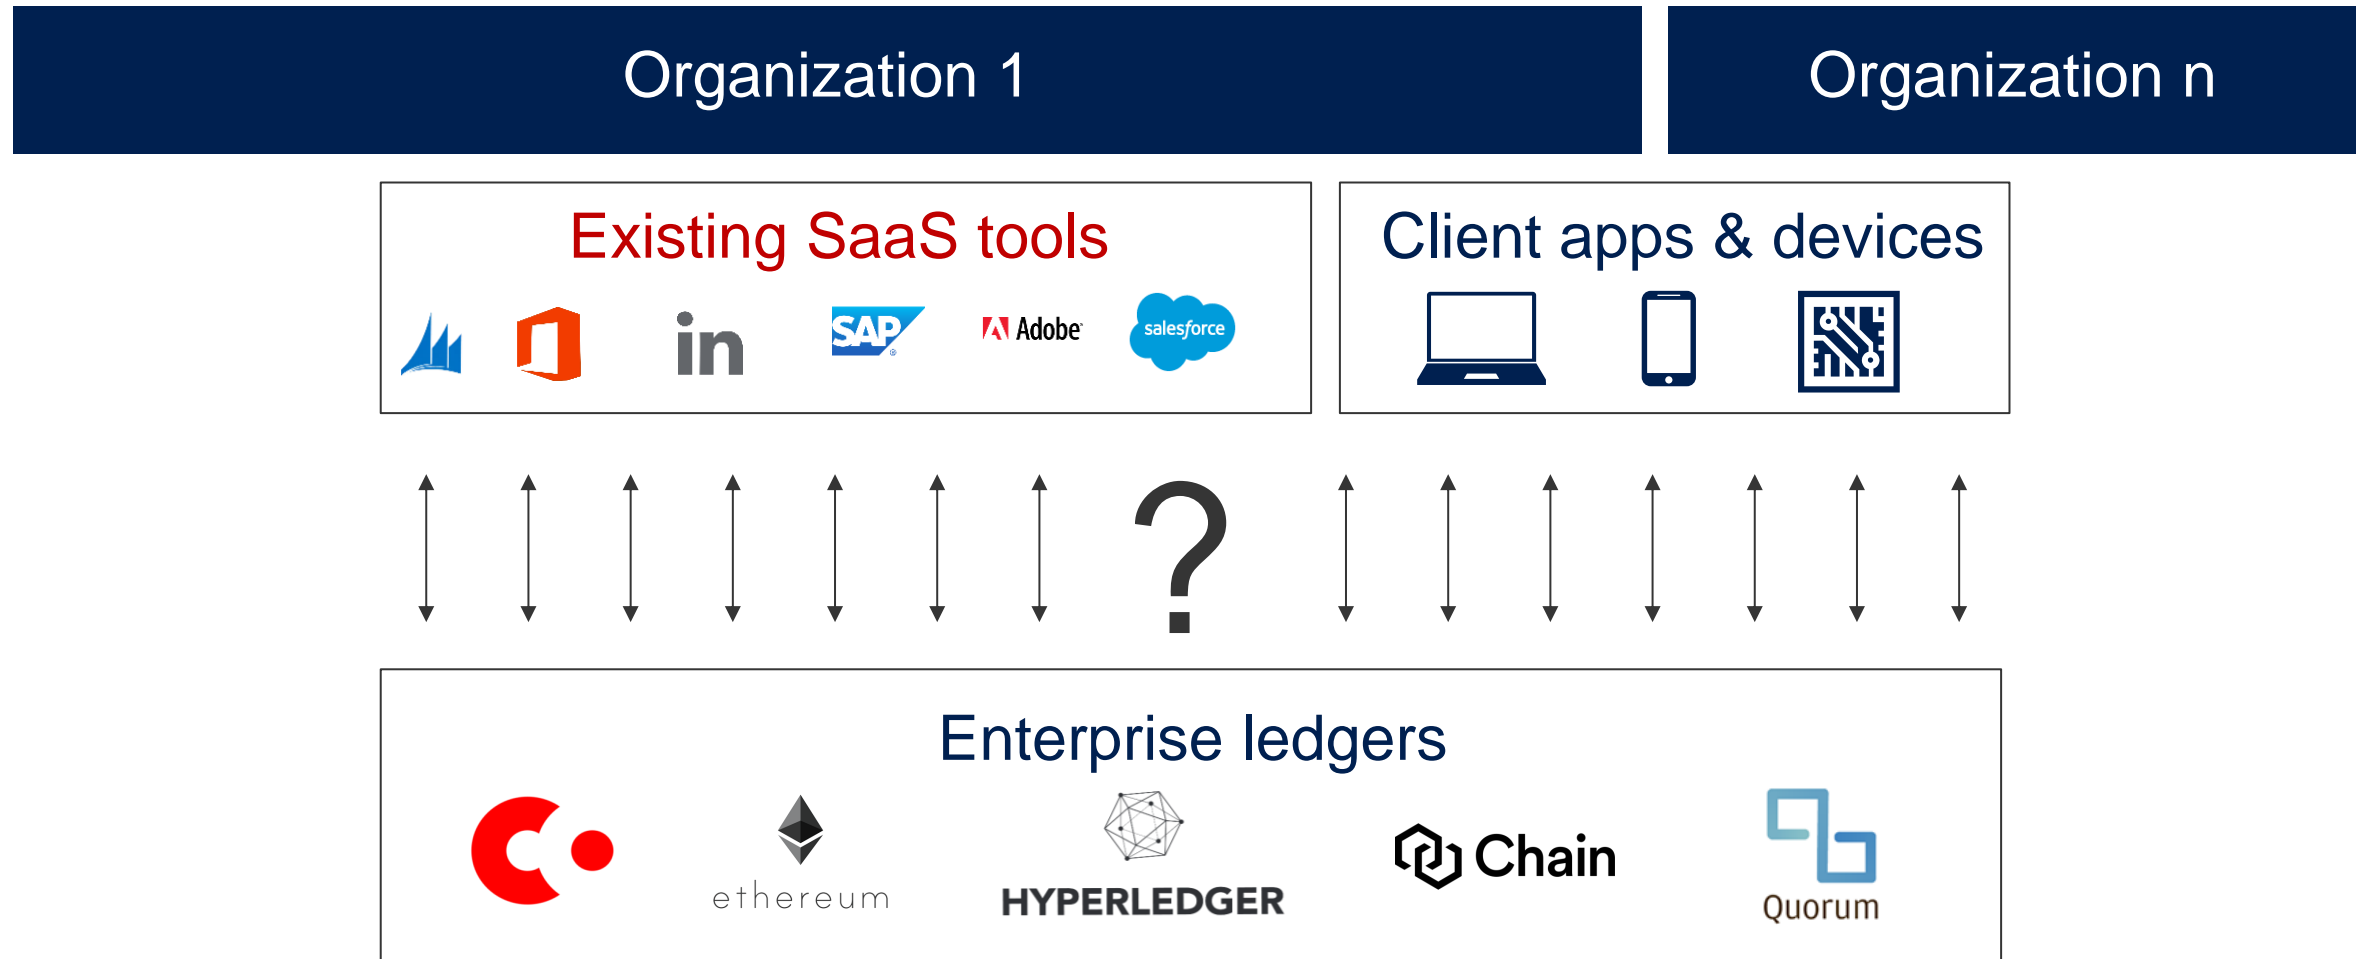 Organization 1
Organization n
Existing SaaS tools
Client apps & devices
in
SAP
®
Adobe
salesforce
?
Enterprise ledgers
ethereum
HYPERLEDGER
Chain
Quorum